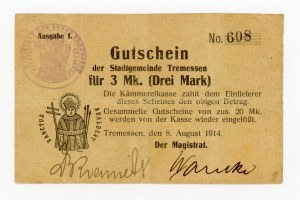 Ausgabe 1.
No. 608
Gutschein
der Stadtgemeinde Tremessen
für 3 Mk. (Drei Mark)
Die Kämmereikasse zahlt dem Einlieferer
dieses Scheines den obigen Betrag.
Gesammelte Gutscheine von zus. 20 Mk.
werden von der Kasse wieder eingelöst.
Tremessen, den 8. August 1914.
Der Magistrat.
SANCTUS